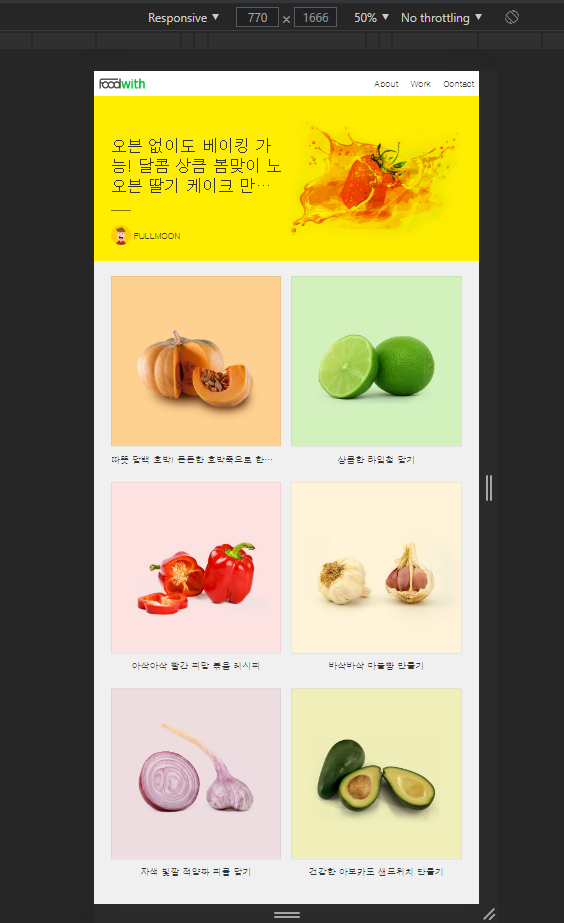 Responsive ▼ 770 × 1666 50% ▼ No throttling ▼
foodwith About Work Contact
오븐 없이도 베이킹 가
능! 달콤 상큼 봄맞이 노
오븐 딸기 케이크 만…
FULLMOON
따뜻 담백 호박! 든든한 호박죽으로 한…
상큼한 라임청 담기
아삭아삭 빨간 피망 볶음 레시피
바삭바삭 마늘빵 만들기
자색 빛깔 적양파 피클 담기
건강한 아보카도 샌드위치 만들기